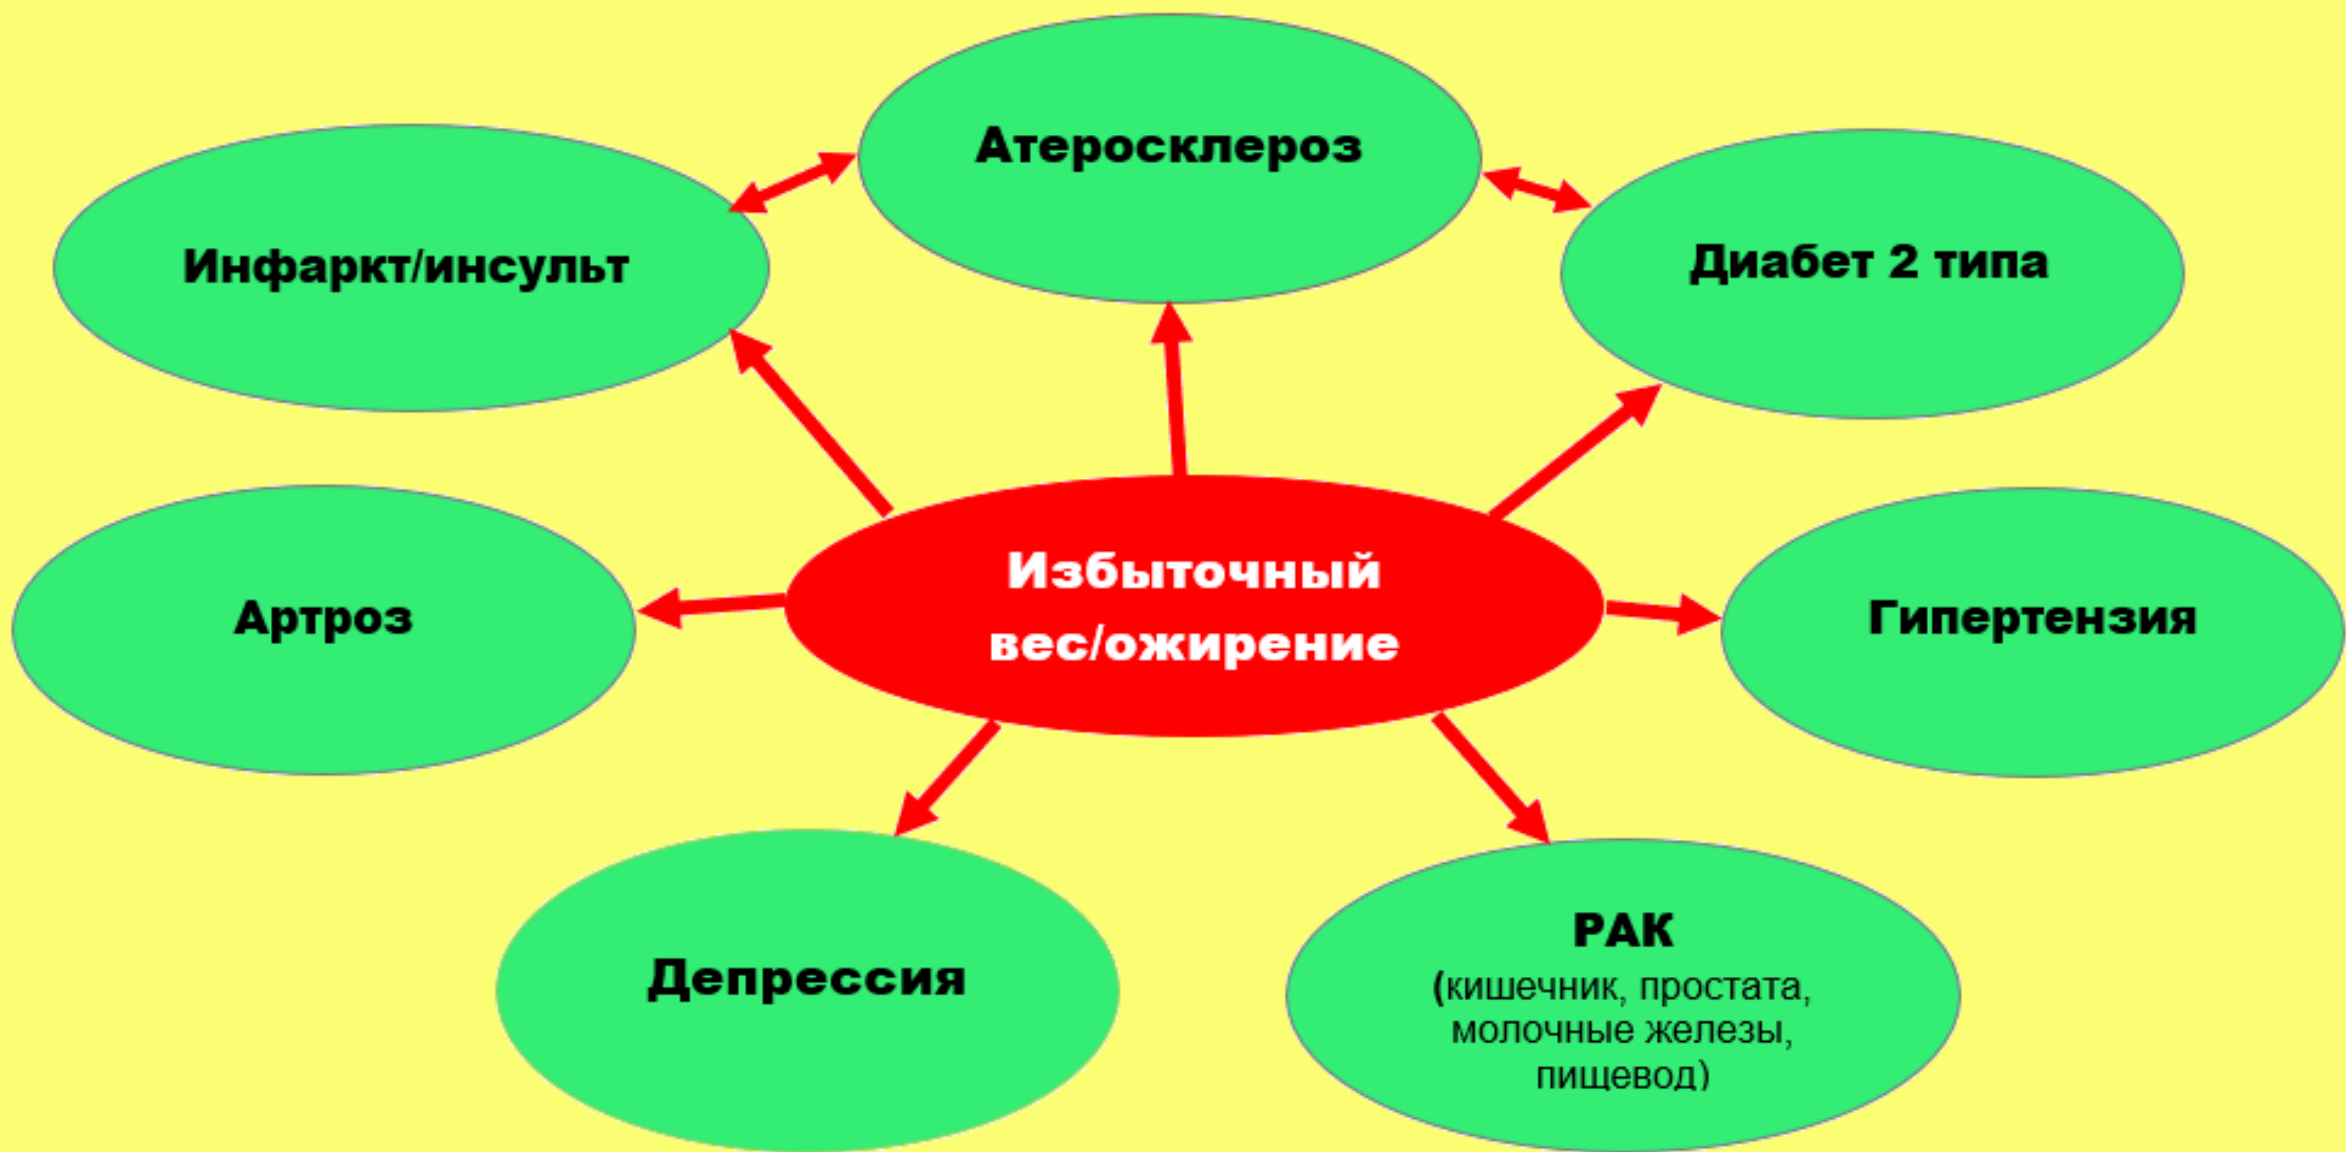 Атеросклероз
Инфаркт/инсульт
Диабет 2 типа
Избыточный
вес/ожирение
Артроз
Гипертензия
Депрессия
РАК
(кишечник, простата,
молочные железы,
пищевод)